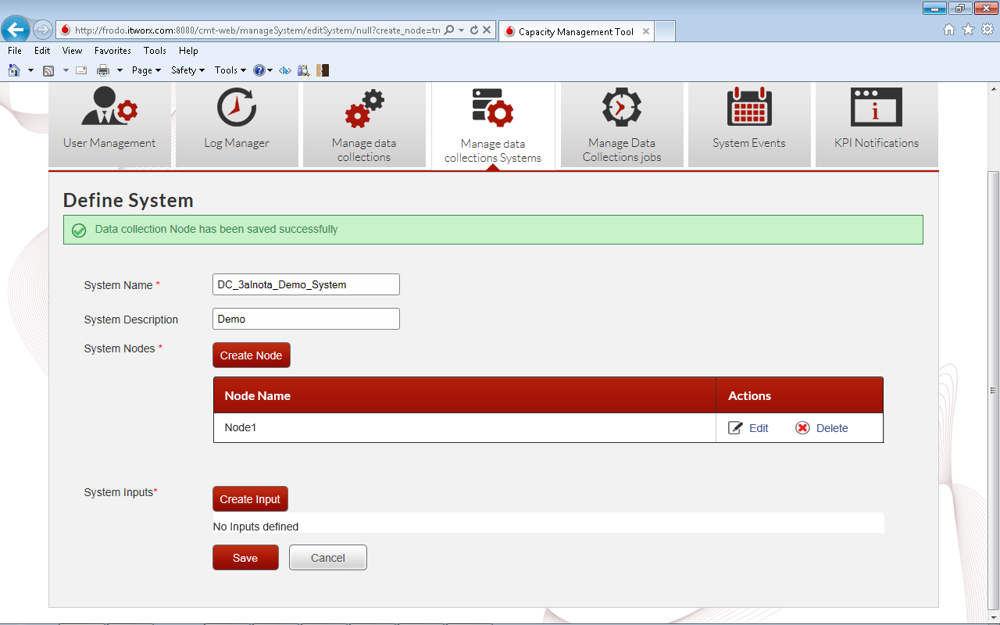 http://frodo.itworx.com:8080/cmt-web/manageSystem/editSystem/null?create_node=tr
Capacity Management Tool
File Edit View Favorites Tools Help
Page Safety Tools
User Management
Log Manager
Manage data
collections
Manage data
collections Systems
Manage Data
Collections jobs
System Events
KPI Notifications
Define System
Data collection Node has been saved successfully
System Name *
DC_3alnota_Demo_System
System Description
Demo
System Nodes *
Create Node
Node Name Actions
Node1 Edit Delete
System Inputs*
Create Input
No Inputs defined
Save Cancel